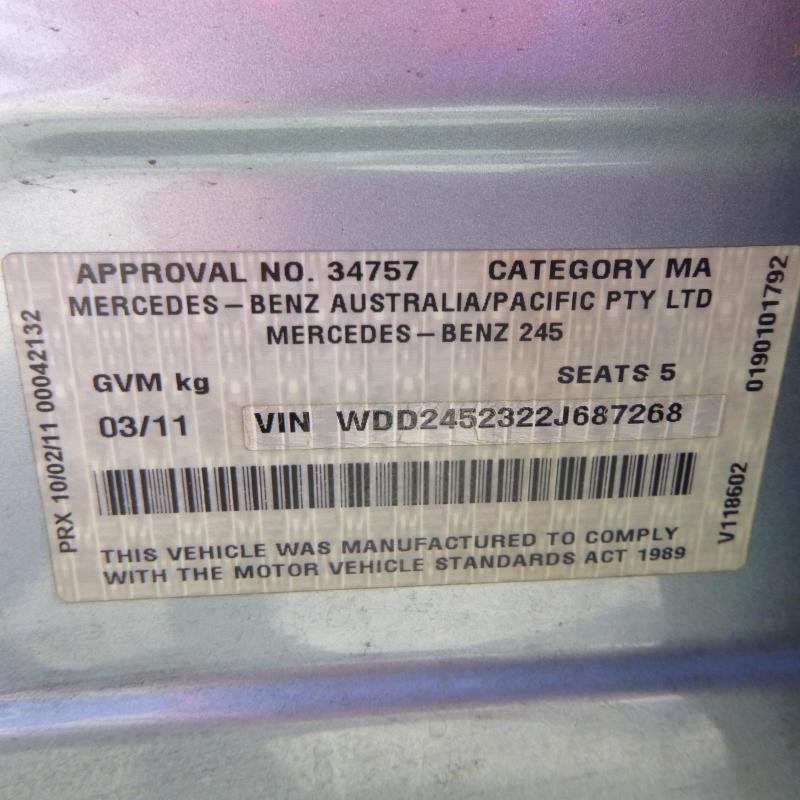 APPROVAL NO. 34757 CATEGORY MA
MERCEDES-BENZ AUSTRALIA/PACIFIC PTY LTD
MERCEDES-BENZ 245
GVM kg SEATS 5
03/11 VIN WDD2452322J687268
THIS VEHICLE WAS MANUFACTURED TO COMPLY
WITH THE MOTOR VEHICLE STANDARDS ACT 1989
PRX 10/02/11 00042132
V118602 0190101792